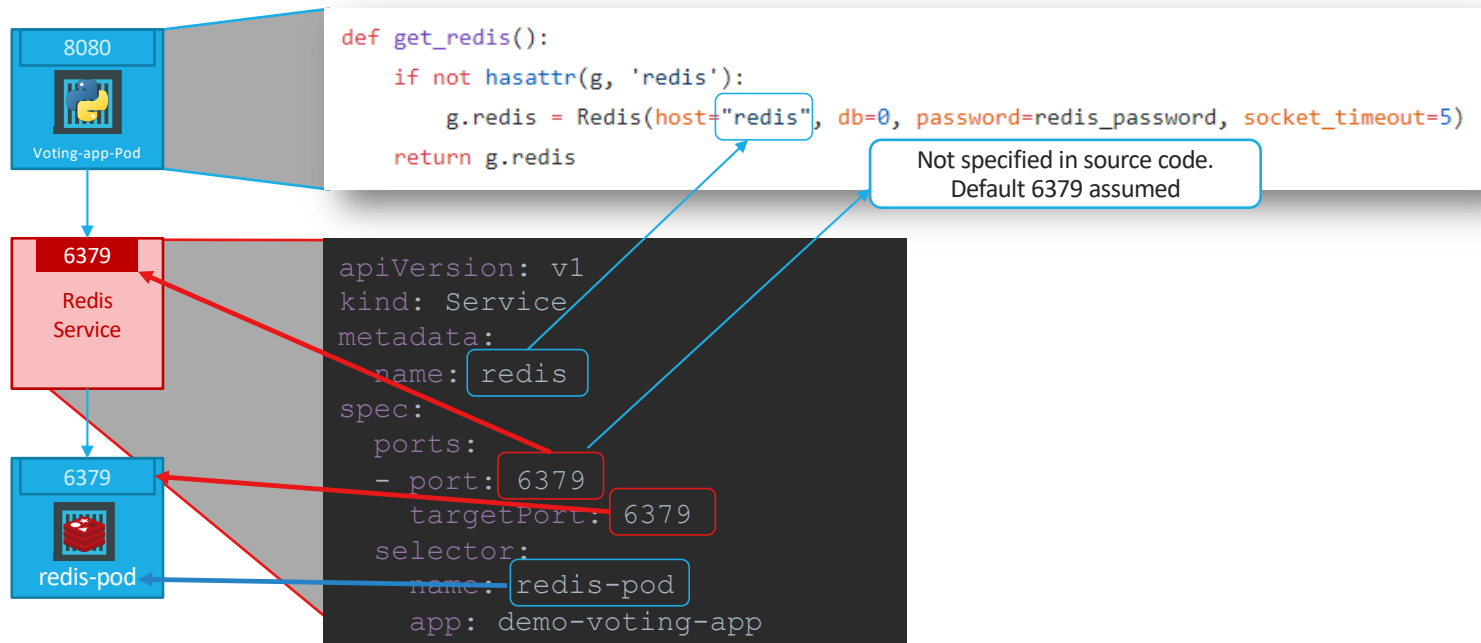 8080
Voting-app-Pod
def get_redis():
    if not hasattr(g, 'redis'):
        g.redis = Redis(host="redis", db=0, password=redis_password, socket_timeout=5)
    return g.redis
Not specified in source code.
Default 6379 assumed
6379
Redis
Service
apiVersion: v1
kind: Service
metadata:
  name: redis
spec:
  ports:
  - port: 6379
    targetPort: 6379
  selector:
    name: redis-pod
    app: demo-voting-app
6379
redis-pod